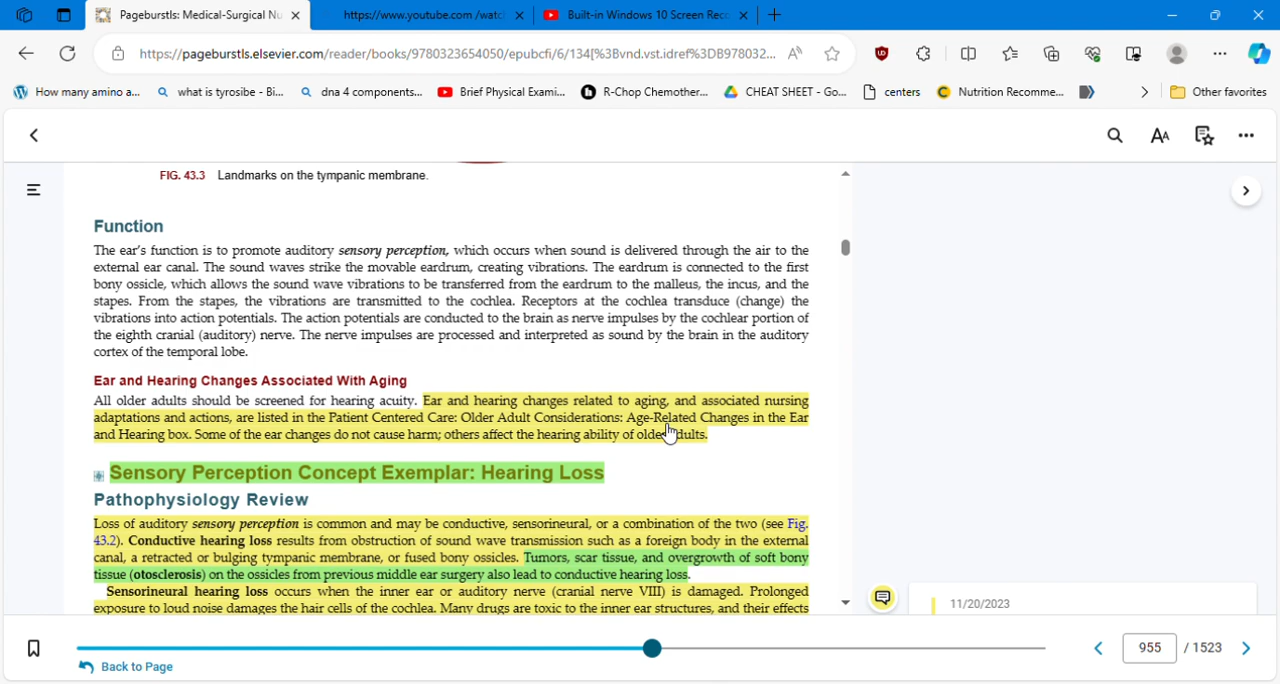 Pageburstls: Medical-Surgical Nu
https://www.youtube.com/watc
Built-in Windows 10 Screen Rec
https://pageburstls.elsevier.com/reader/books/9780323654050/epubcfi/6/134[%3Bvnd.vst.idref%3DB978032...
How many amino a...
what is tyrosibe - Bi...
dna 4 components...
Brief Physical Exami...
R-Chop Chemother...
CHEAT SHEET - Go...
centers
Nutrition Recomme...
Other favorites
FIG. 43.3 Landmarks on the tympanic membrane.
Function
The ear's function is to promote auditory sensory perception, which occurs when sound is delivered through the air to the
external ear canal. The sound waves strike the movable eardrum, creating vibrations. The eardrum is connected to the first
bony ossicle, which allows the sound wave vibrations to be transferred from the eardrum to the malleus, the incus, and the
stapes. From the stapes, the vibrations are transmitted to the cochlea. Receptors at the cochlea transduce (change) the
vibrations into action potentials. The action potentials are conducted to the brain as nerve impulses by the cochlear portion of
the eighth cranial (auditory) nerve. The nerve impulses are processed and interpreted as sound by the brain in the auditory
cortex of the temporal lobe.
Ear and Hearing Changes Associated With Aging
All older adults should be screened for hearing acuity. Ear and hearing changes related to aging, and associated nursing
adaptations and actions, are listed in the Patient Centered Care: Older Adult Considerations: Age-Related Changes in the Ear
and Hearing box. Some of the ear changes do not cause harm; others affect the hearing ability of older adults.
Sensory Perception Concept Exemplar: Hearing Loss
Pathophysiology Review
Loss of auditory sensory perception is common and may be conductive, sensorineural, or a combination of the two (see Fig.
43.2). Conductive hearing loss results from obstruction of sound wave transmission such as a foreign body in the external
canal, a retracted or bulging tympanic membrane, or fused bony ossicles. Tumors, scar tissue, and overgrowth of soft bony
tissue (otosclerosis) on the ossicles from previous middle ear surgery also lead to conductive hearing loss.
Sensorineural hearing loss occurs when the inner ear or auditory nerve (cranial nerve VIII) is damaged. Prolonged
exposure to loud noise damages the hair cells of the cochlea. Many drugs are toxic to the inner ear structures, and their effects
11/20/2023
955 / 1523
Back to Page